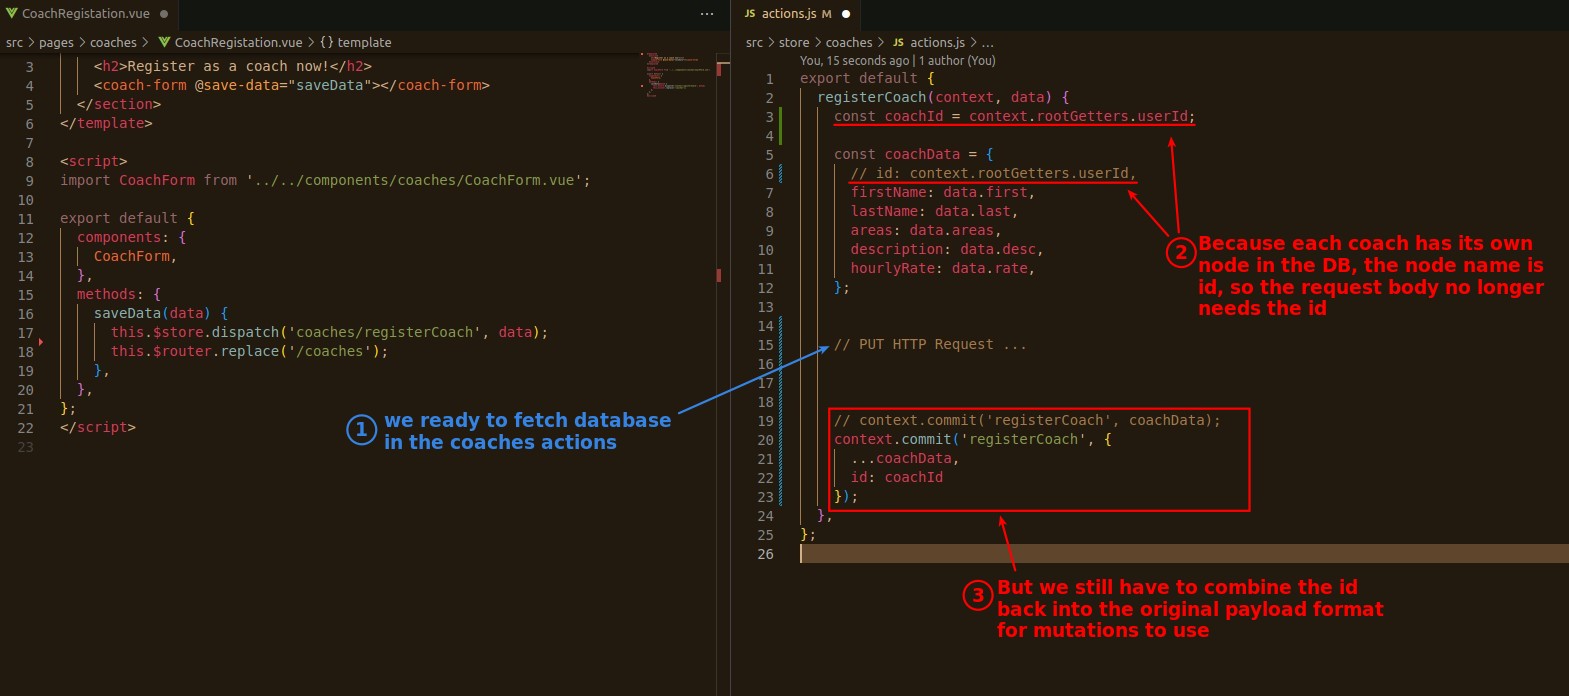 CoachRegistation.vue ● ...
src > pages > coaches > CoachRegistation.vue > {} template
3 <h2>Register as a coach now!</h2>
4 <coach-form @save-data="saveData"></coach-form>
5 </section>
6 </template>
7
8 <script>
9 import CoachForm from '../../components/coaches/CoachForm.vue';
10
11 export default {
12 components: {
13 CoachForm,
14 },
15 methods: {
16 saveData(data) {
17 this.$store.dispatch('coaches/registerCoach', data);
18 this.$router.replace('/coaches');
19 },
20 },
21 };
22 </script>
23
1 we ready to fetch database
in the coaches actions
JS actions.js M ●
src > store > coaches > JS actions.js > ...
You, 15 seconds ago | 1 author (You)
1 export default {
2 registerCoach(context, data) {
3 const coachId = context.rootGetters.userId;
4
5 const coachData = {
6 // id: context.rootGetters.userId,
7 firstName: data.first,
8 lastName: data.last,
9 areas: data.areas,
10 description: data.desc,
11 hourlyRate: data.rate,
12 };
13
14
15 // PUT HTTP Request ...
16
17
18
19 // context.commit('registerCoach', coachData);
20 context.commit('registerCoach', {
21 ...coachData,
22 id: coachId
23 });
24 },
25 };
26
2 Because each coach has its own
node in the DB, the node name is
id, so the request body no longer
needs the id
3 But we still have to combine the id
back into the original payload format
for mutations to use